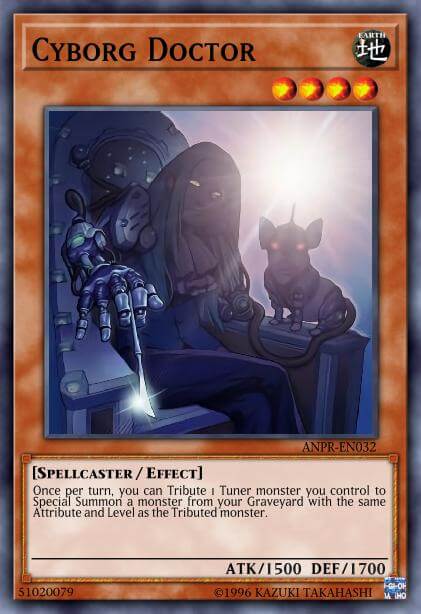 CYBORG DOCTOR
EARTH
地
ANPR-EN032
[SPELLCASTER / EFFECT]
Once per turn, you can Tribute 1 Tuner monster you control to
Special Summon a monster from your Graveyard with the same
Attribute and Level as the Tributed monster.
ATK/1500 DEF/1700
51020079
©1996 KAZUKI TAKAHASHI